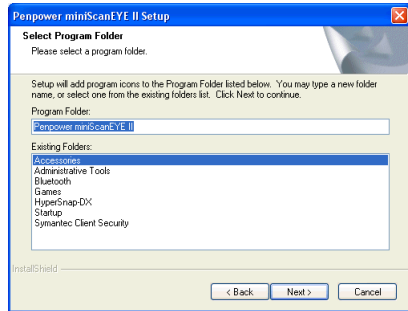 Penpower miniScanEYE II Setup
Select Program Folder
Please select a program folder.
Setup will add program icons to the Program Folder listed below. You may type a new folder
name, or select one from the existing folders list. Click Next to continue.
Program Folder:
Penpower miniScanEYE II
Existing Folders:
Accessories
Administrative Tools
Bluetooth
Games
HyperSnap-DX
Startup
Symantec Client Security
InstallShield
< Back Next > Cancel